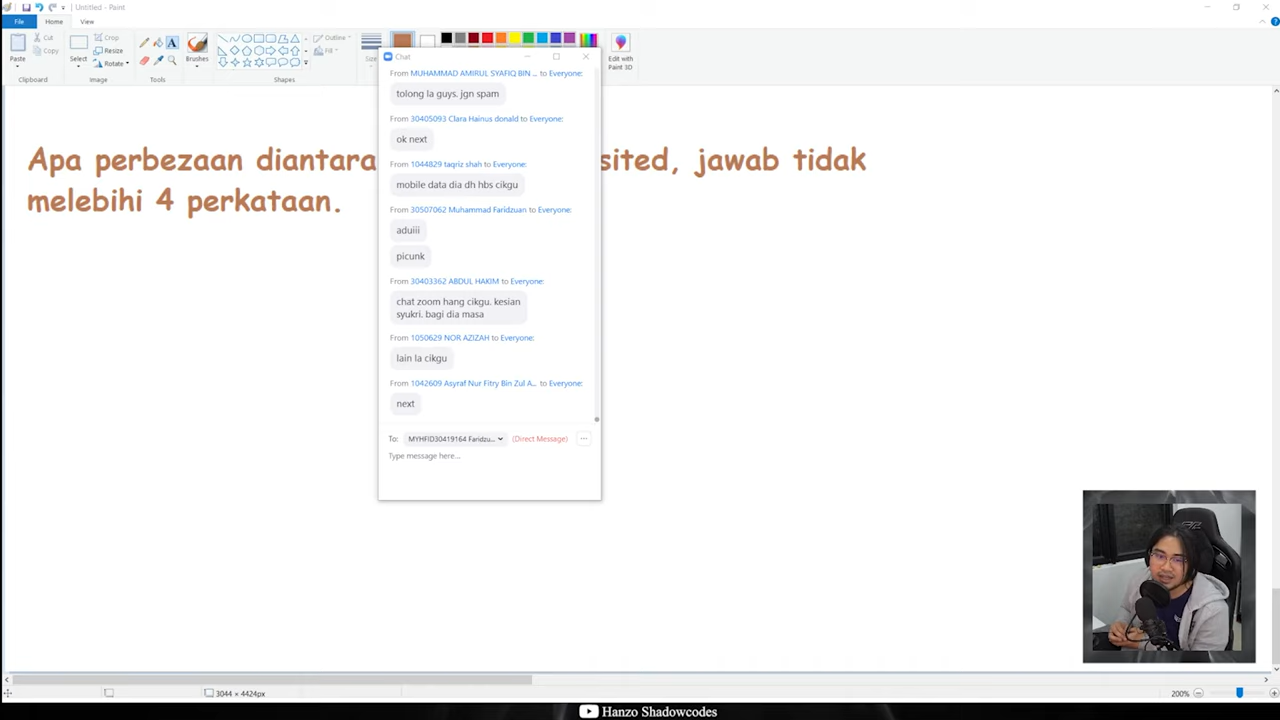 Untitled - Paint
File
Home
View
Paste
Cut
Copy
Clipboard
Select
Crop
Resize
Rotate
Image
Tools
Brushes
Shapes
Outline
Fill
Size
Edit with
Paint 3D
Apa perbezaan diantara
sited, jawab tidak
melebihi 4 perkataan.
Chat
From MUHAMMAD AMIRUL SYAFIQ BIN ... to Everyone:
tolong la guys. jgn spam
From 30405093 Clara Hainus donald to Everyone:
ok next
From 1044829 taqriz shah to Everyone:
mobile data dia dh hbs cikgu
From 30507062 Muhammad Faridzuan to Everyone:
aduiii
picunk
From 30403362 ABDUL HAKIM to Everyone:
chat zoom hang cikgu. kesian
syukri. bagi dia masa
From 1050629 NOR AZIZAH to Everyone:
lain la cikgu
From 1042609 Asyraf Nur Fitry Bin Zul A... to Everyone:
next
To: MYHFID30419164 Faridzu... (Direct Message)
Type message here...
3044 × 4424px
200%
Hanzo Shadowcodes